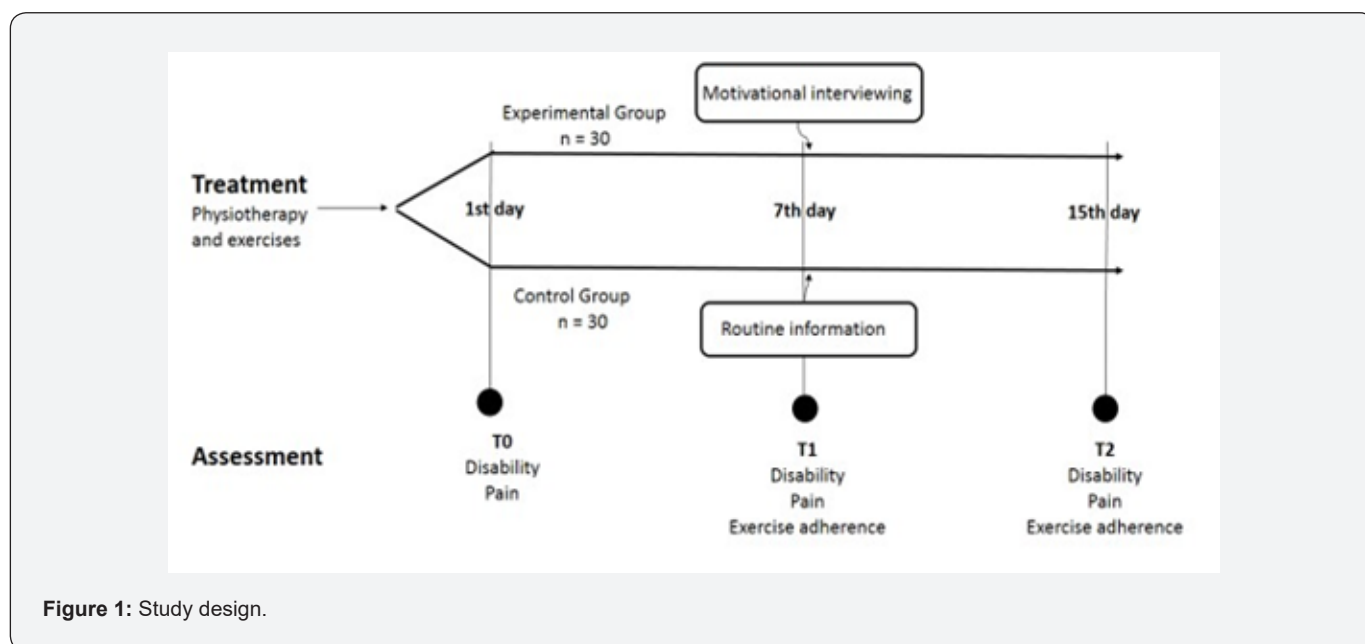 Motivational interviewing
Experimental Group
n = 30
Treatment
Physiotherapy
and exercises
1st day
7th day
15th day
Control Group
n = 30
Routine information
Assessment
T0
Disability
Pain
T1
Disability
Pain
Exercise adherence
T2
Disability
Pain
Exercise adherence
Figure 1: Study design.